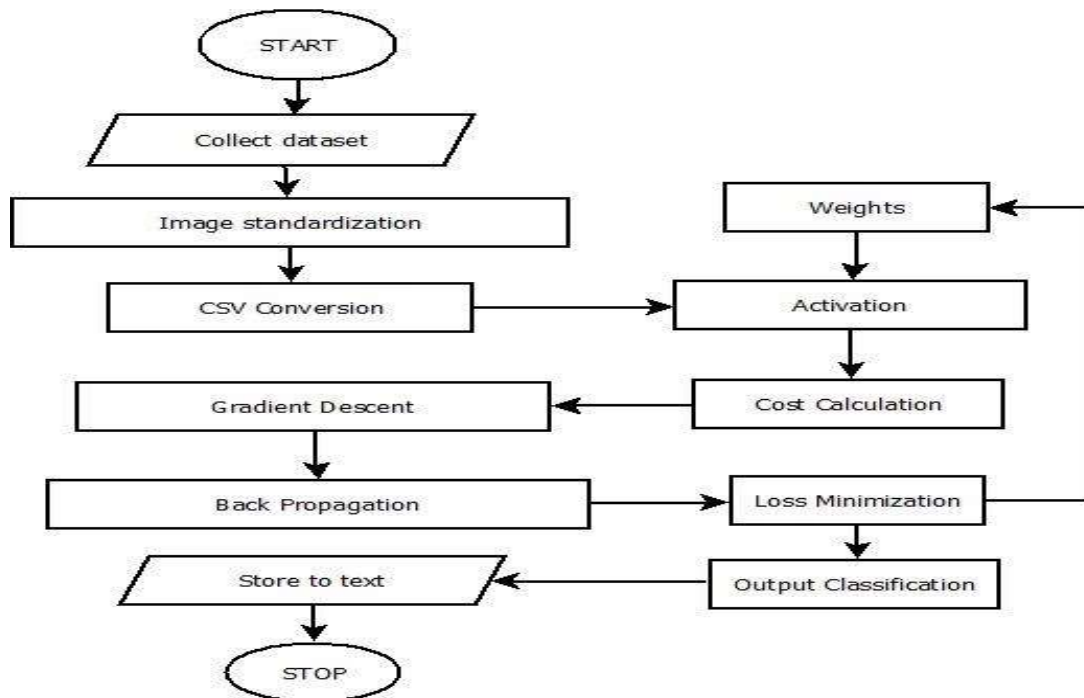 START
Collect dataset
Image standardization
Weights
CSV Conversion
Activation
Gradient Descent
Cost Calculation
Back Propagation
Loss Minimization
Store to text
Output Classification
STOP